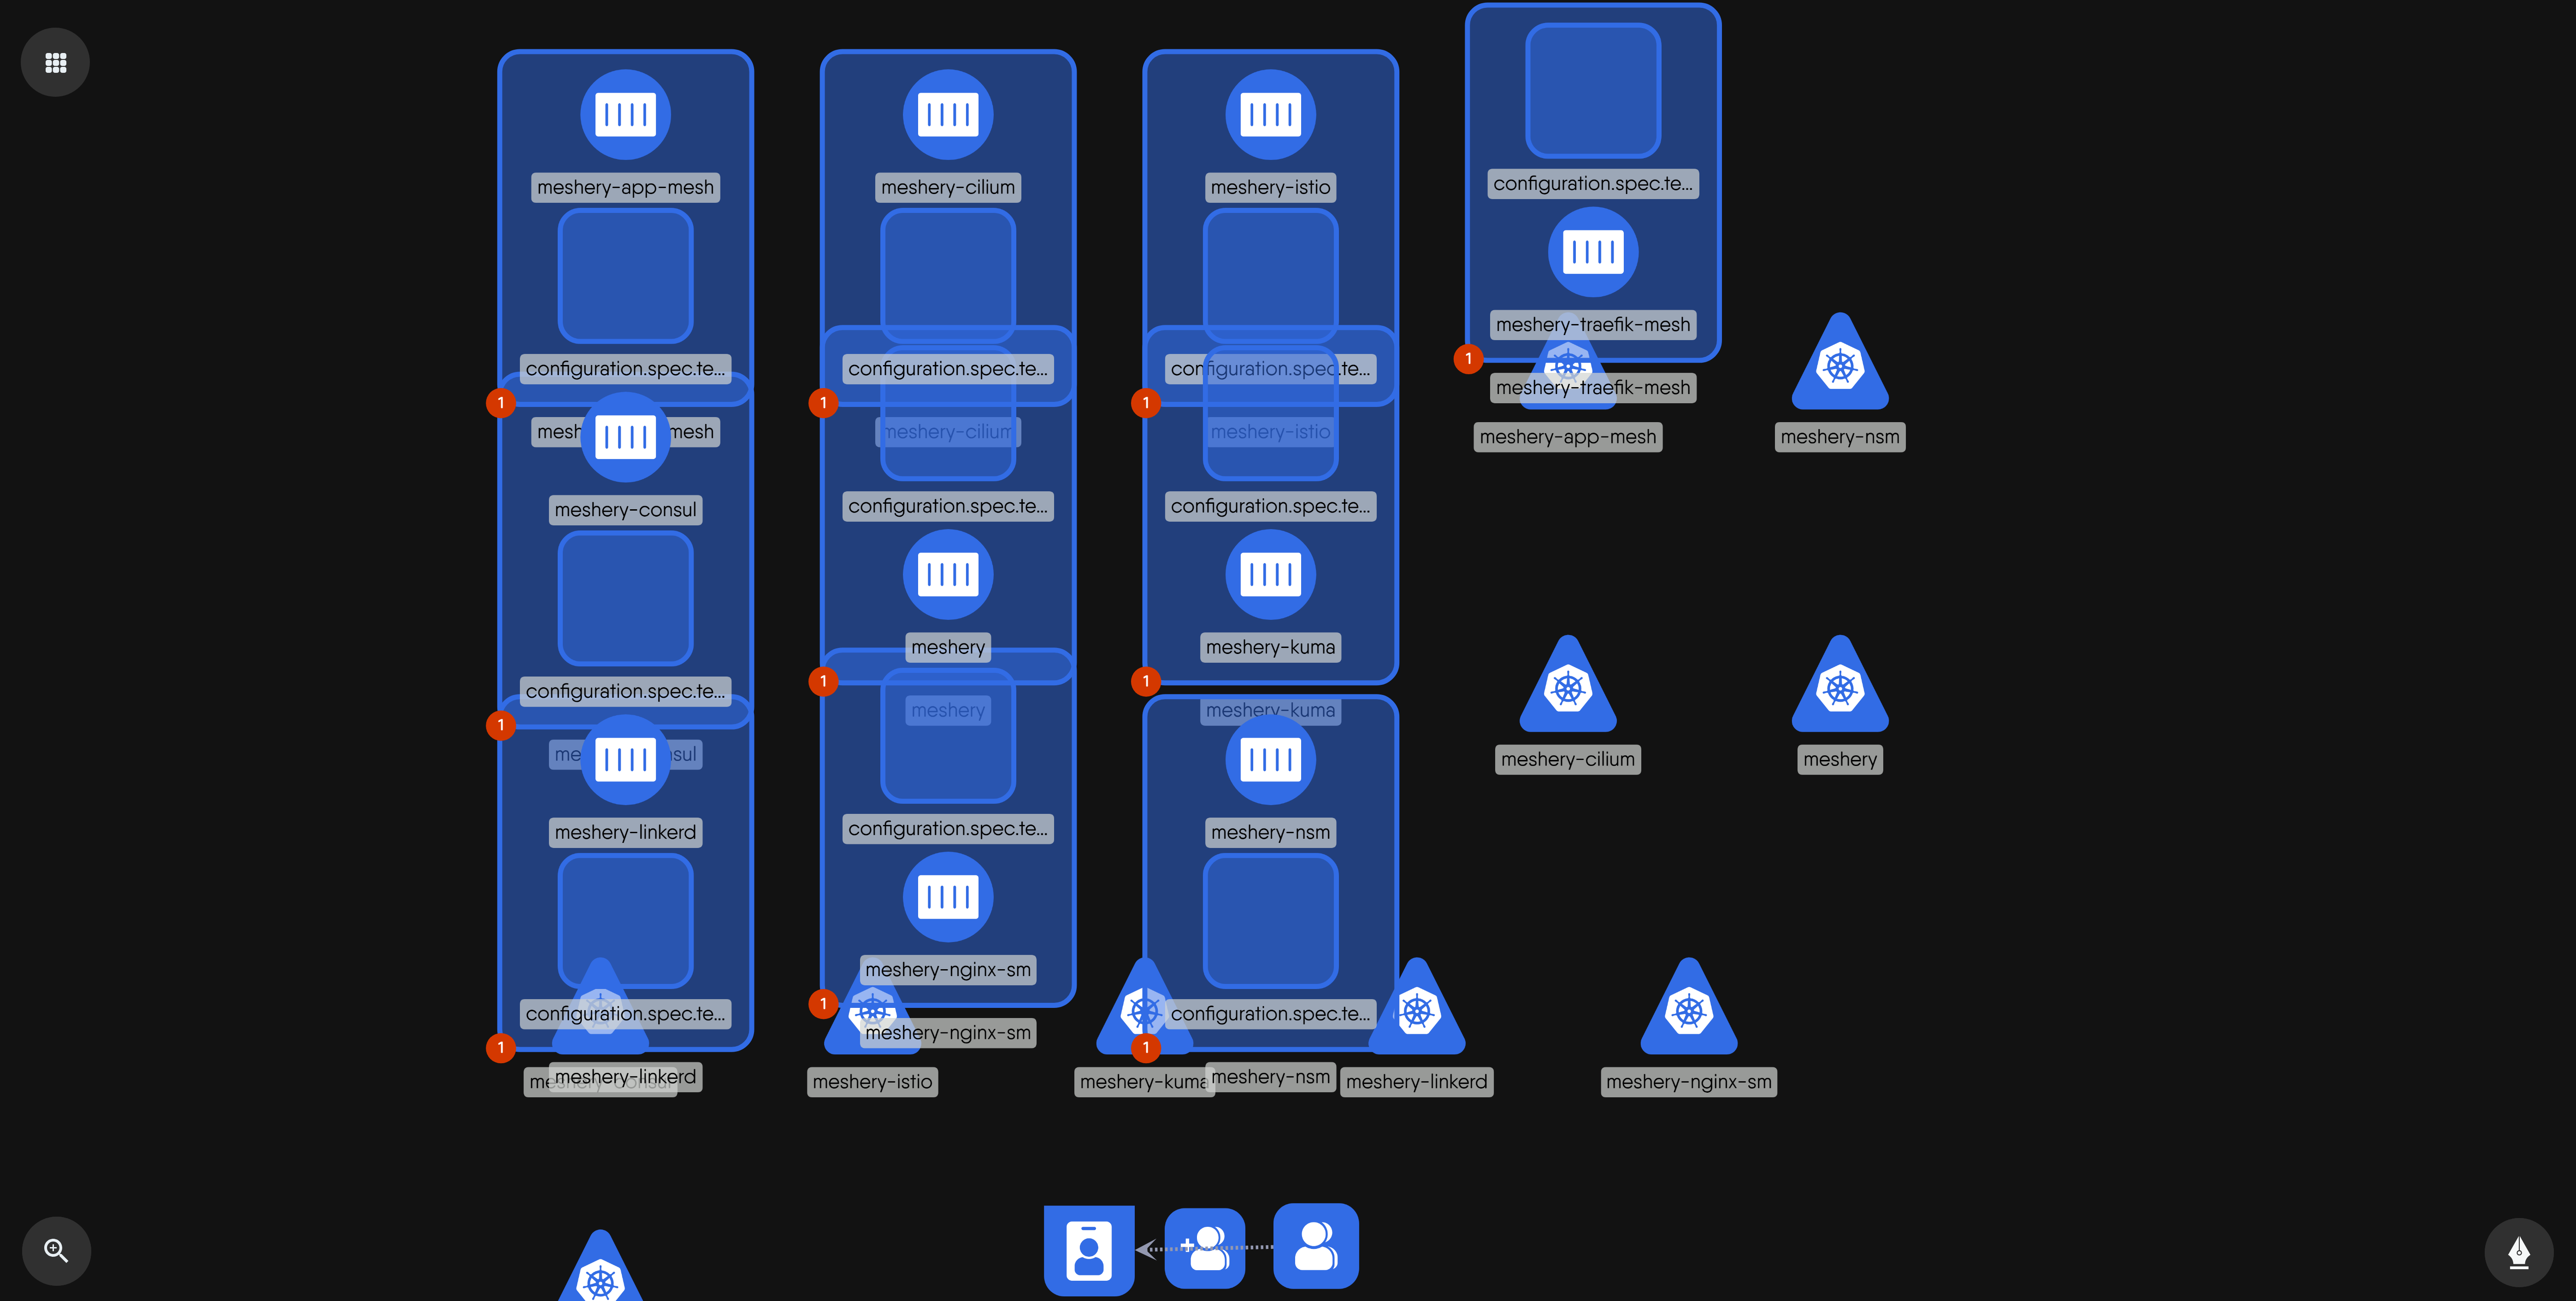 meshery-app-mesh
configuration.spec.te...
1
mesh
mesh
meshery-consul
configuration.spec.te...
1
me
sul
meshery-linkerd
configuration.spec.te...
1
meshery-consul
meshery-linkerd
meshery-cilium
configuration.spec.te...
1
meshery-cilium
configuration.spec.te...
meshery
1
meshery
configuration.spec.te...
meshery-nginx-sm
1
meshery-nginx-sm
meshery-istio
meshery-istio
configuration.spec.te...
1
meshery-istio
configuration.spec.te...
meshery-kuma
1
meshery-kuma
meshery-nsm
configuration.spec.te...
1
meshery-kuma
meshery-nsm
meshery-linkerd
configuration.spec.te...
meshery-traefik-mesh
1
meshery-traefik-mesh
meshery-app-mesh
meshery-nsm
meshery-cilium
meshery
meshery-nginx-sm